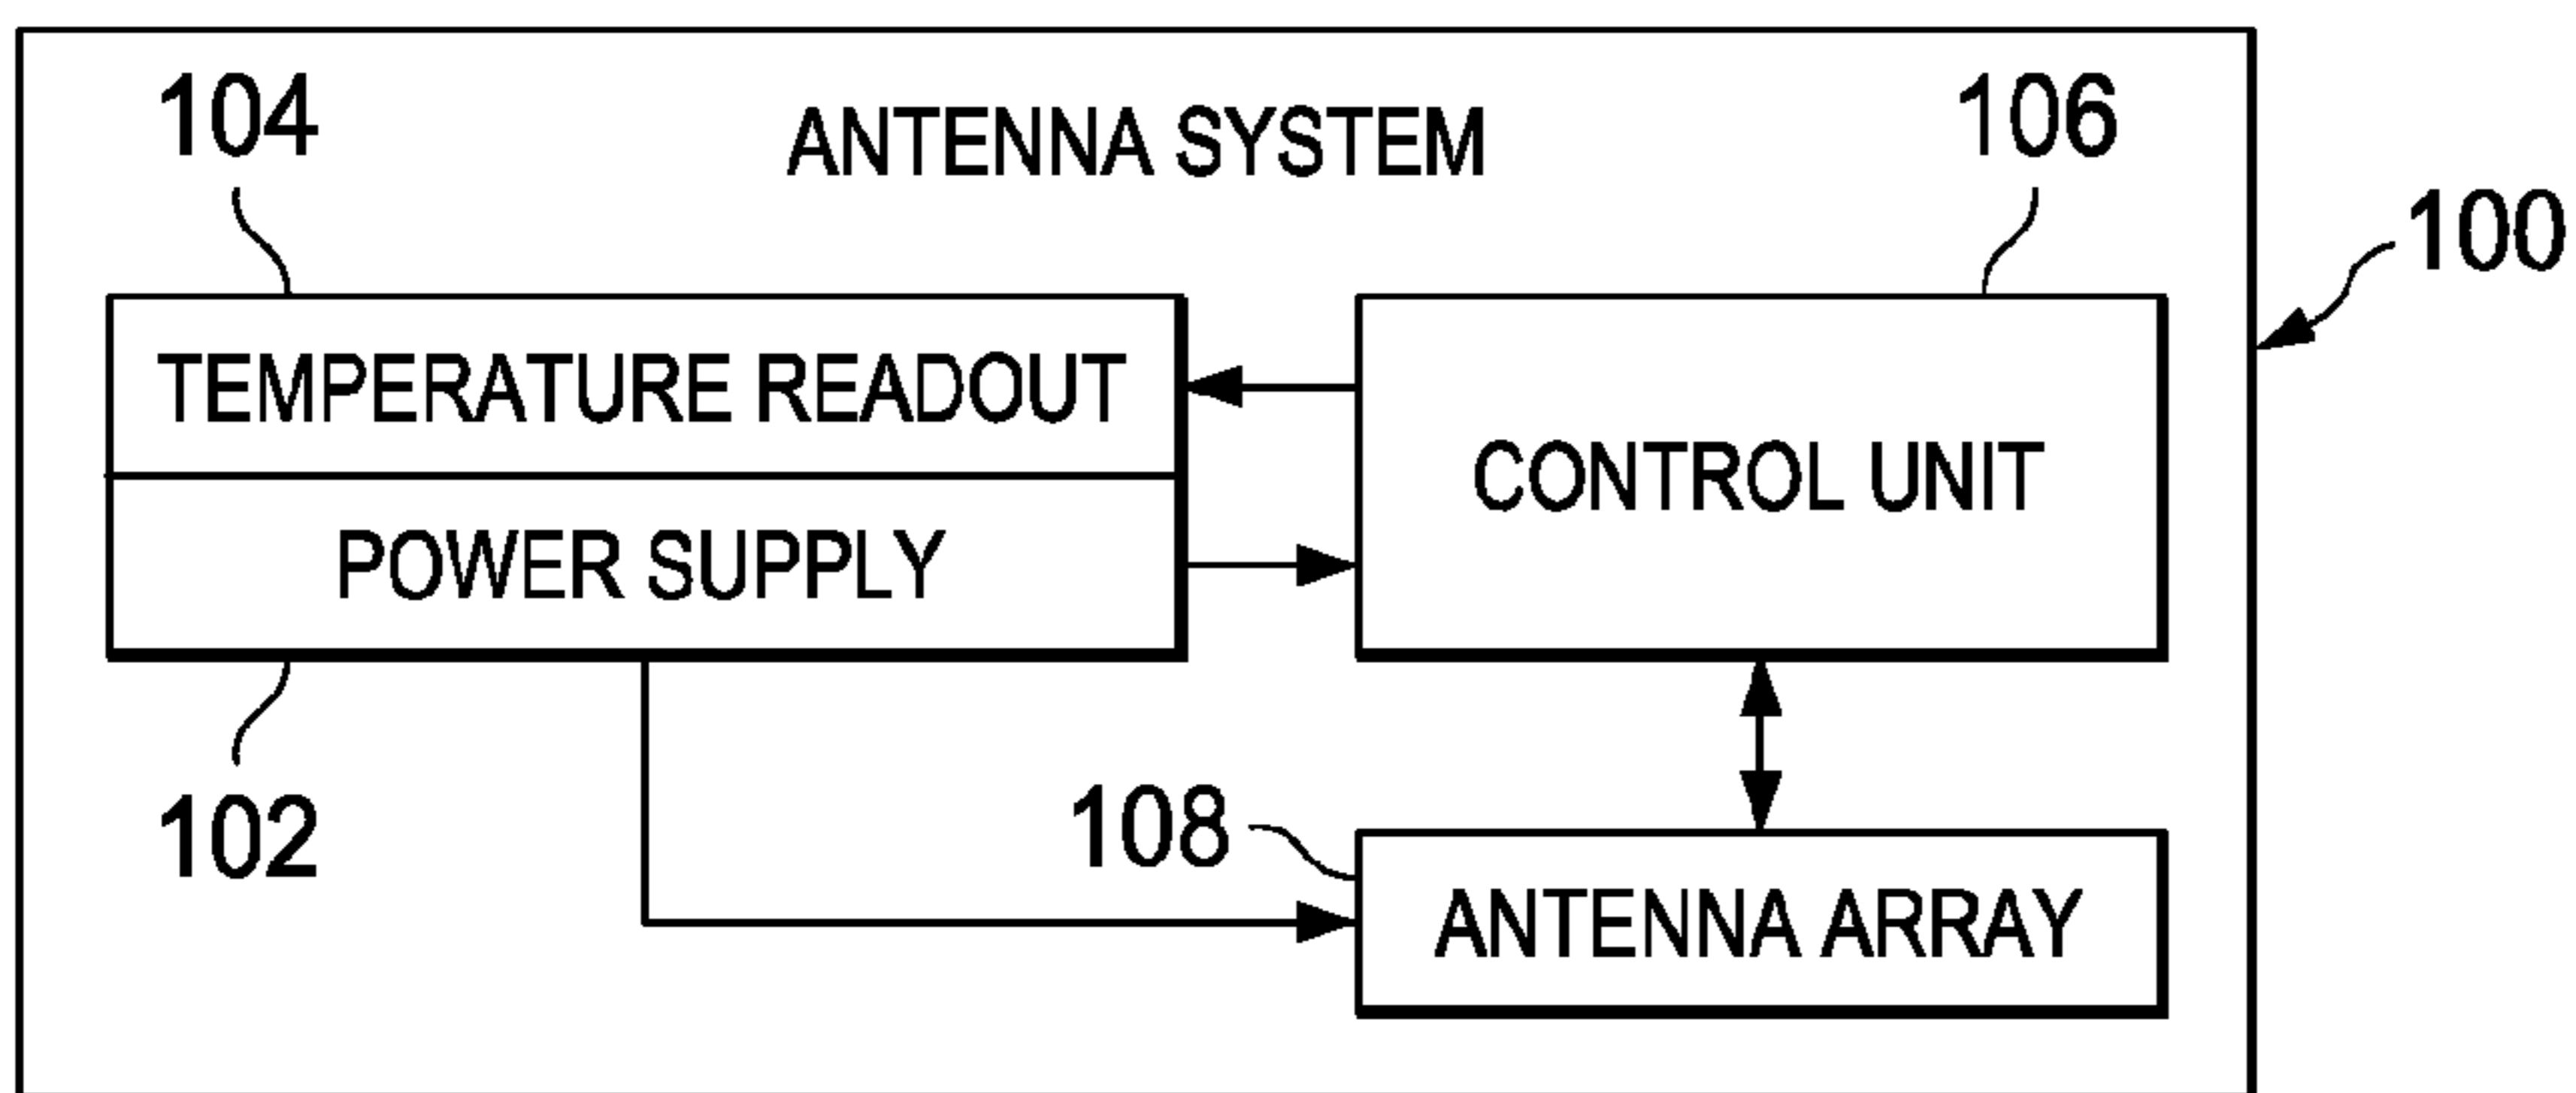 104
ANTENNA SYSTEM
106
100
TEMPERATURE READOUT
CONTROL UNIT
POWER SUPPLY
102
108
ANTENNA ARRAY